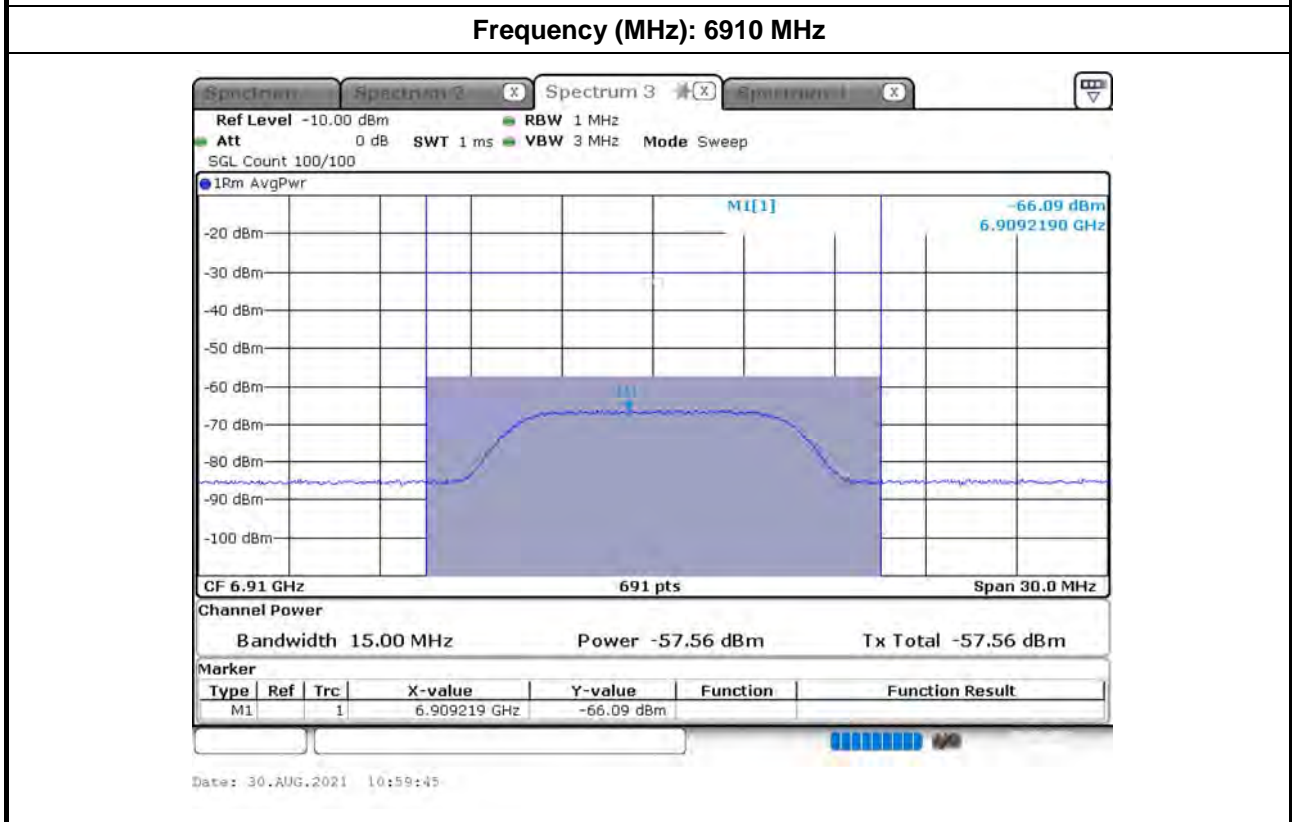 Frequency (MHz): 6910 MHz
Spectrum 2 X Spectrum 3 X X
Ref Level -10.00 dBm RBW 1 MHz
Att 0 dB SWT 1 ms VBW 3 MHz Mode Sweep
SGL Count 100/100
1Rm AvgPwr
M1[1] -66.09 dBm
6.9092190 GHz
-20 dBm
-30 dBm
-40 dBm
-50 dBm
-60 dBm
M1
-70 dBm
-80 dBm
-90 dBm
-100 dBm
CF 6.91 GHz 691 pts Span 30.0 MHz
Channel Power
Bandwidth 15.00 MHz Power -57.56 dBm Tx Total -57.56 dBm
Marker
Type Ref Trc X-value Y-value Function Function Result
M1 1 6.909219 GHz -66.09 dBm
Date: 30.AUG.2021 10:59:45